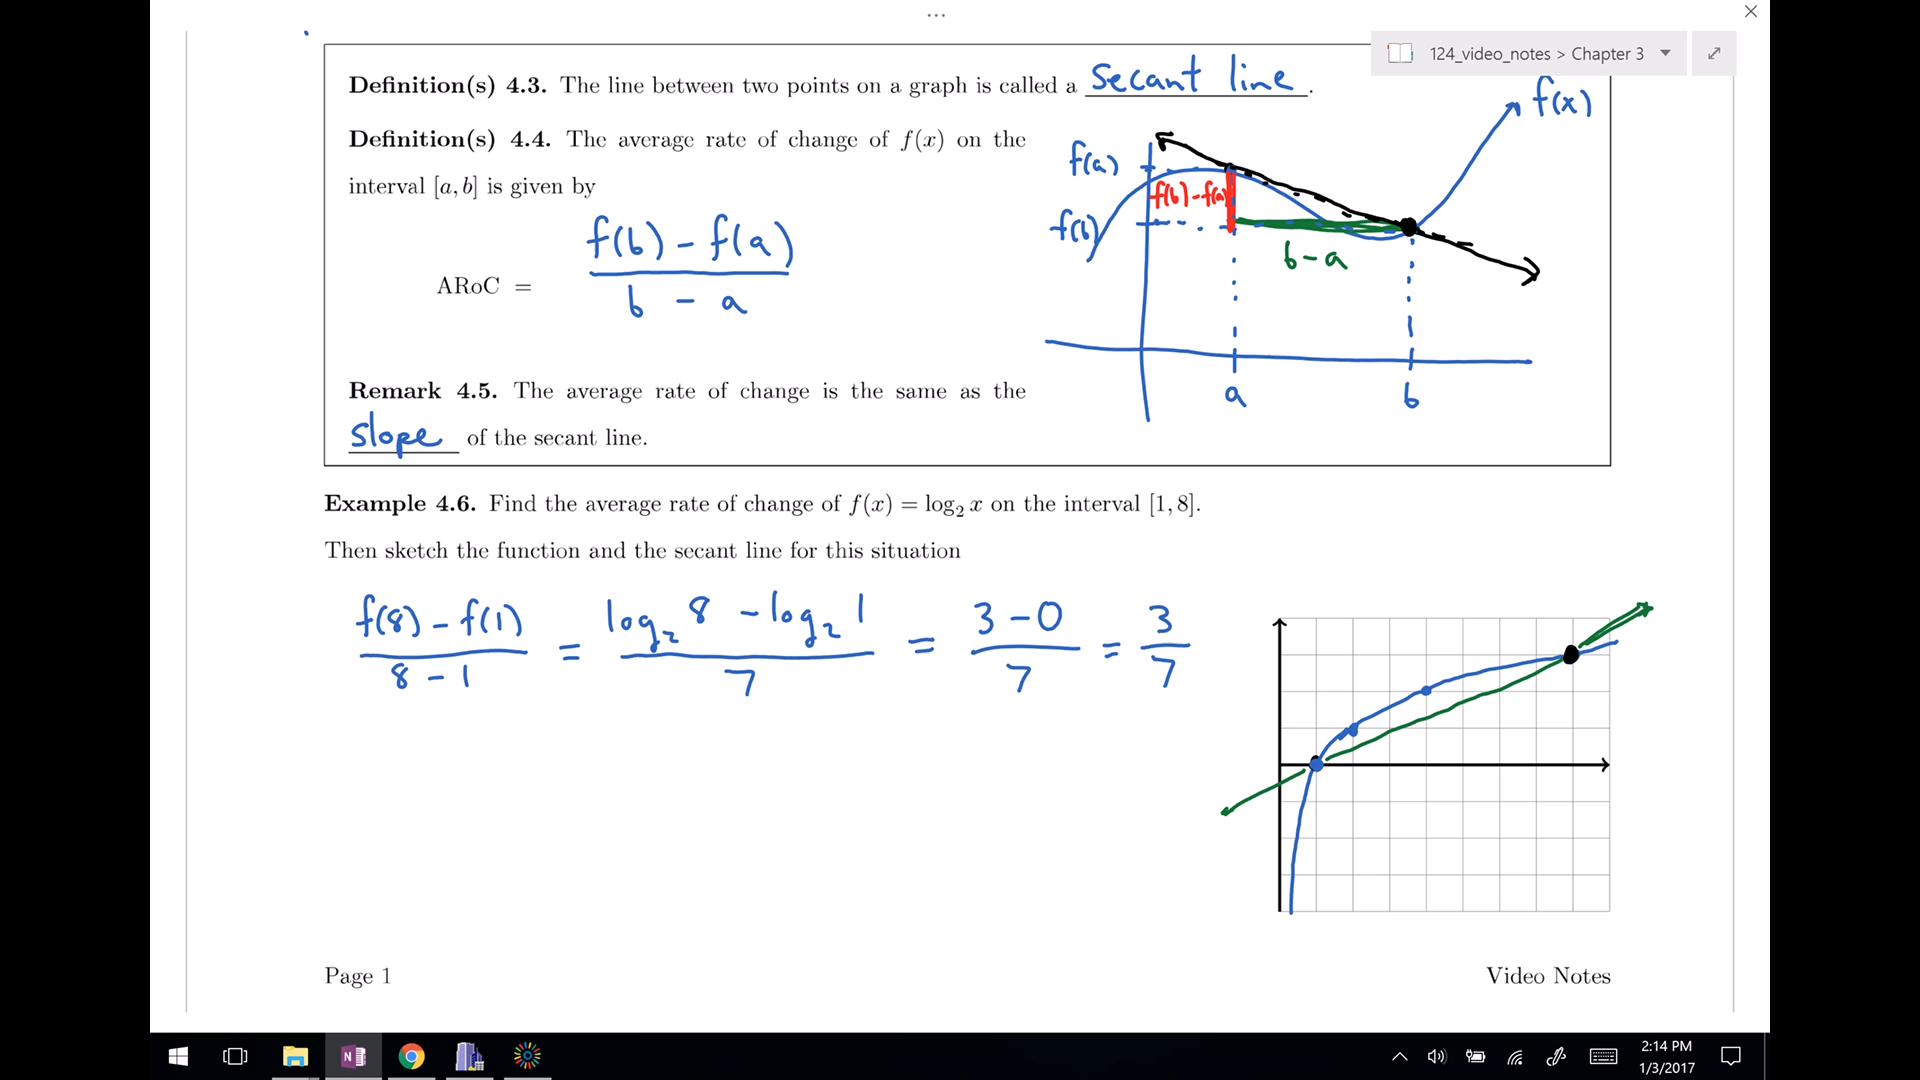 ...
124_video_notes > Chapter 3
Definition(s) 4.3. The line between two points on a graph is called a secant line.
Definition(s) 4.4. The average rate of change of f(x) on the
interval [a, b] is given by
ARoC = f(b) - f(a)
b - a
f(x)
f(a)
f(b) - f(a)
f(b)
b - a
a b
Remark 4.5. The average rate of change is the same as the
slope of the secant line.
Example 4.6. Find the average rate of change of f(x) = log₂ x on the interval [1, 8].
Then sketch the function and the secant line for this situation
f(8) - f(1) = log₂ 8 - log₂ 1 = 3 - 0 = 3
8 - 1 7 7 7
Page 1 Video Notes
2:14 PM
1/3/2017